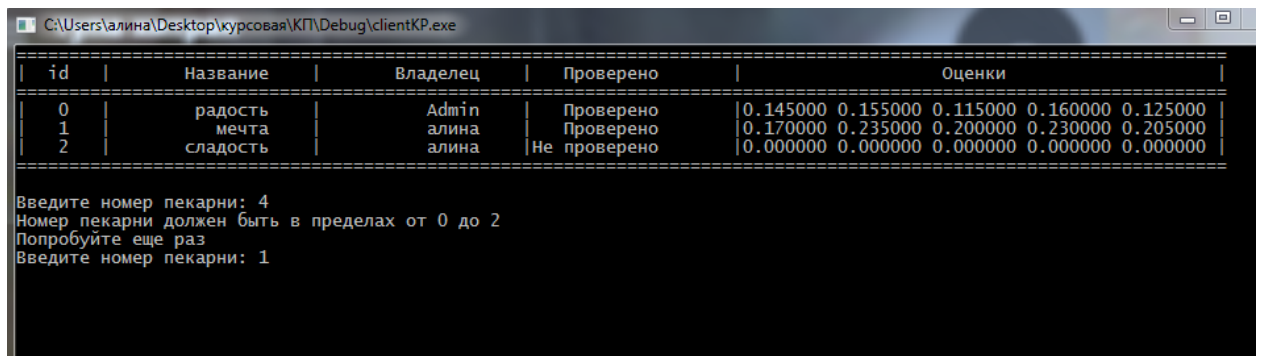 C:\Users\алина\Desktop\курсовая\КП\Debug\clientKP.exe
| id | Название | Владелец | Проверено | Оценки |
| 0 | радость | Admin | Проверено |0.145000 0.155000 0.115000 0.160000 0.125000 |
| 1 | мечта | алина | Проверено |0.170000 0.235000 0.200000 0.230000 0.205000 |
| 2 | сладость | алина |Не проверено |0.000000 0.000000 0.000000 0.000000 0.000000 |
Введите номер пекарни: 4
Номер пекарни должен быть в пределах от 0 до 2
Попробуйте еще раз
Введите номер пекарни: 1